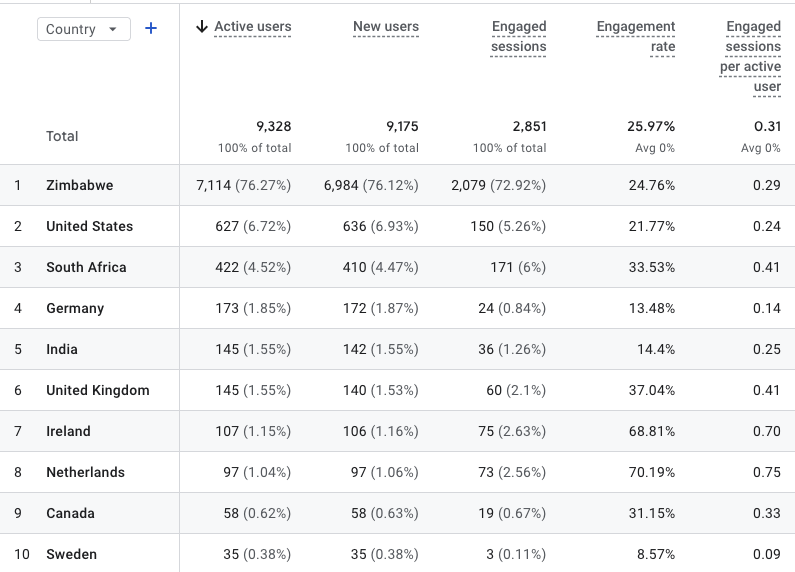 Country + ↓ Active users New users Engaged sessions Engagement rate Engaged sessions per active user
Total 9,328 9,175 2,851 25.97% 0.31
100% of total 100% of total 100% of total Avg 0% Avg 0%
1 Zimbabwe 7,114 (76.27%) 6,984 (76.12%) 2,079 (72.92%) 24.76% 0.29
2 United States 627 (6.72%) 636 (6.93%) 150 (5.26%) 21.77% 0.24
3 South Africa 422 (4.52%) 410 (4.47%) 171 (6%) 33.53% 0.41
4 Germany 173 (1.85%) 172 (1.87%) 24 (0.84%) 13.48% 0.14
5 India 145 (1.55%) 142 (1.55%) 36 (1.26%) 14.4% 0.25
6 United Kingdom 145 (1.55%) 140 (1.53%) 60 (2.1%) 37.04% 0.41
7 Ireland 107 (1.15%) 106 (1.16%) 75 (2.63%) 68.81% 0.70
8 Netherlands 97 (1.04%) 97 (1.06%) 73 (2.56%) 70.19% 0.75
9 Canada 58 (0.62%) 58 (0.63%) 19 (0.67%) 31.15% 0.33
10 Sweden 35 (0.38%) 35 (0.38%) 3 (0.11%) 8.57% 0.09